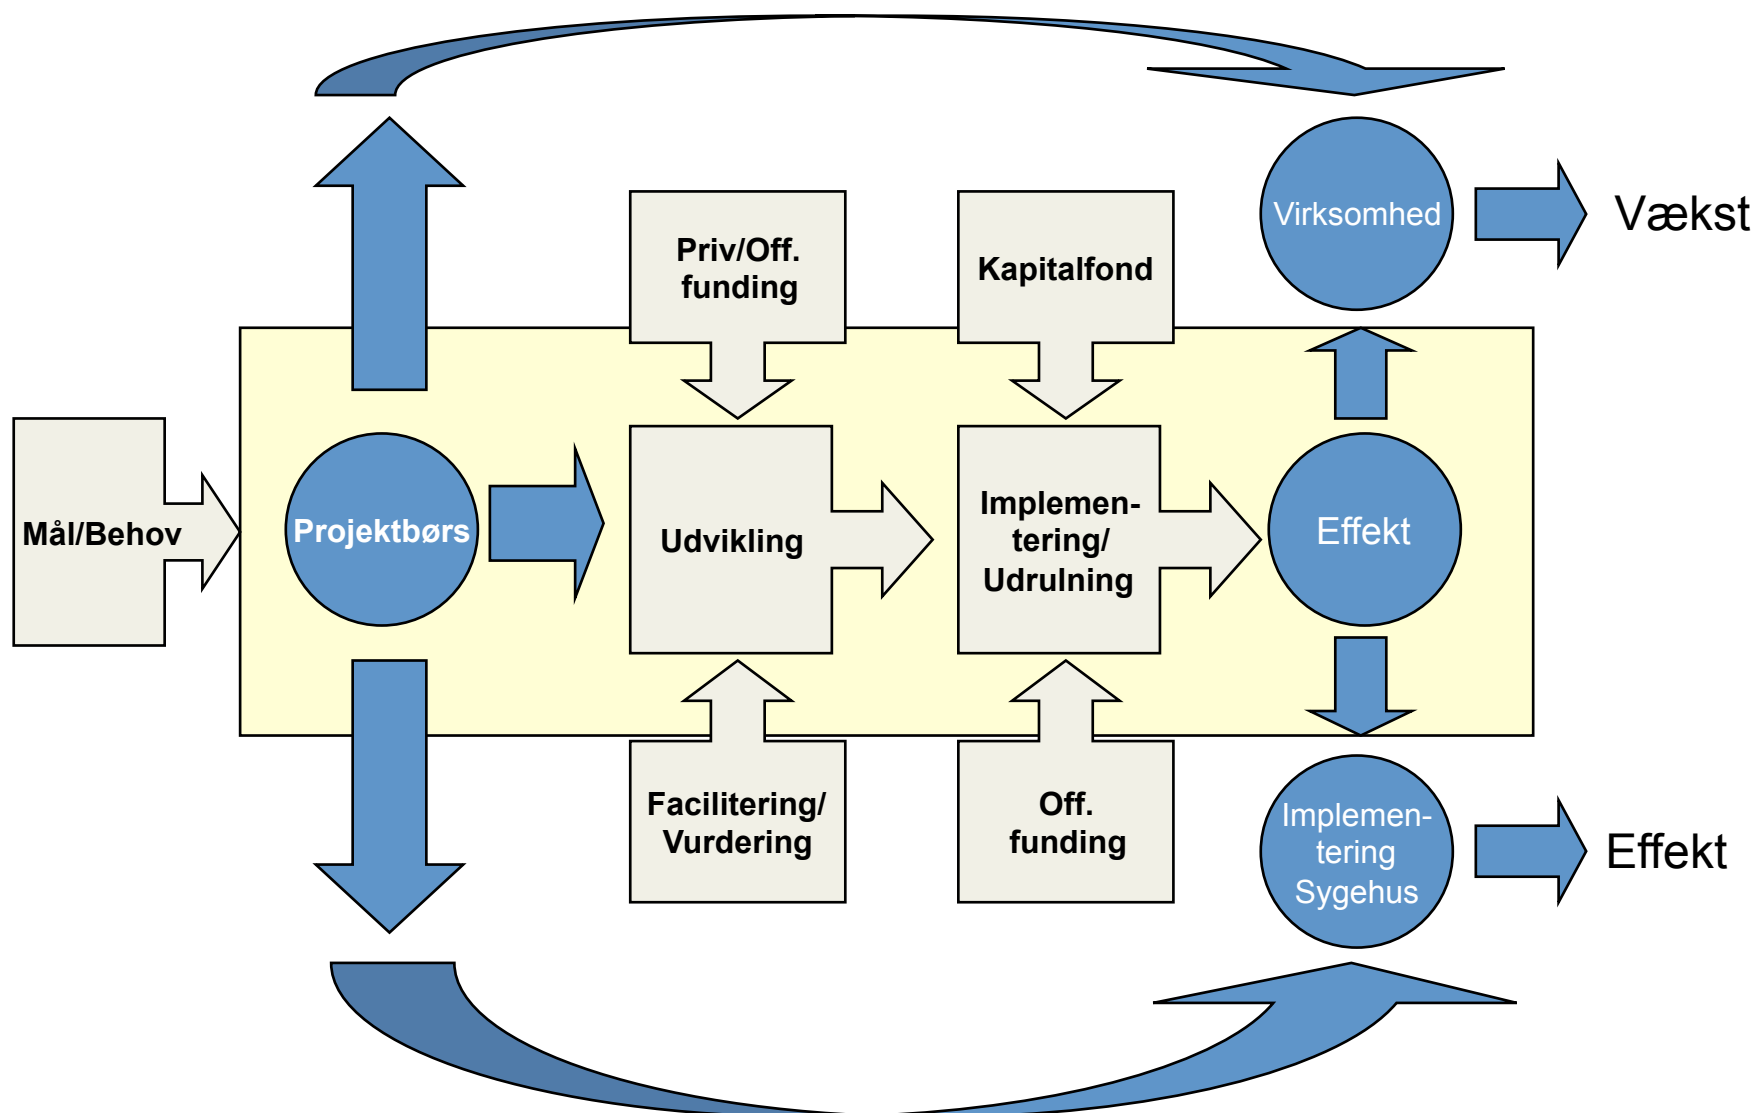 Virksomhed
Vækst
Priv/Off.
funding
Kapitalfond
Mål/Behov
Projektbørs
Udvikling
Implemen-
tering/
Udrulning
Effekt
Facilitering/
Vurdering
Off.
funding
Implemen-
tering
Sygehus
Effekt